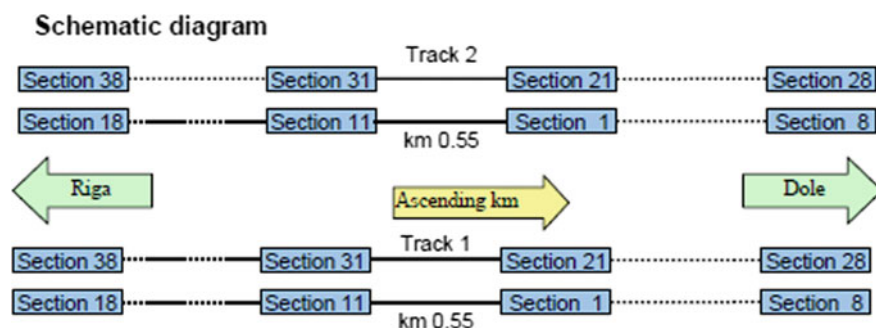 Schematic diagram
Track 2
Section 38 Section 31 Section 21 Section 28
Section 18 Section 11 Section 1 Section 8
km 0.55
Riga Ascending km Dole
Track 1
Section 38 Section 31 Section 21 Section 28
Section 18 Section 11 Section 1 Section 8
km 0.55